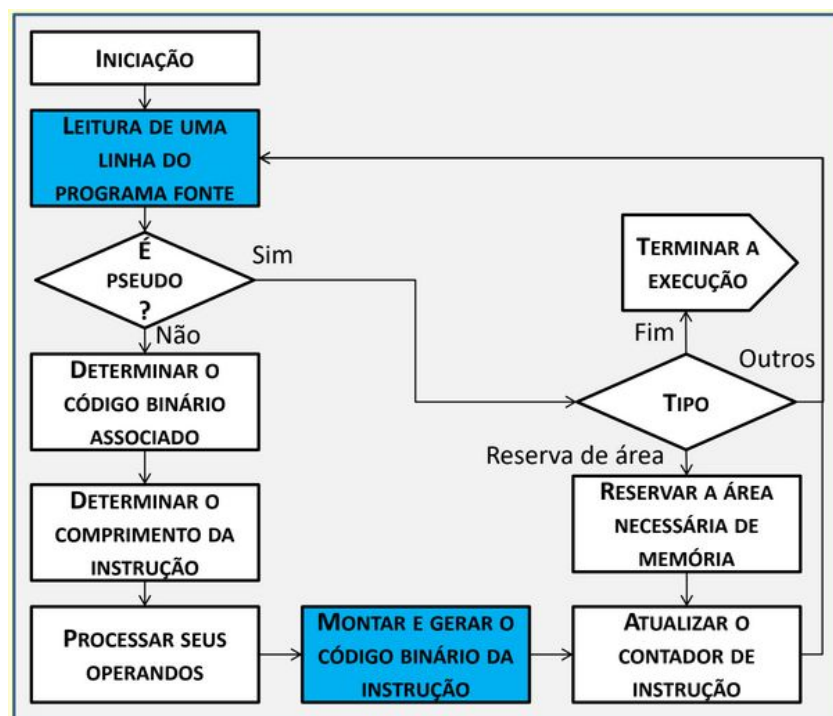 INICIAÇÃO
LEITURA DE UMA
LINHA DO
PROGRAMA FONTE
É
PSEUDO
?
Sim
Não
DETERMINAR O
CÓDIGO BINÁRIO
ASSOCIADO
DETERMINAR O
COMPRIMENTO DA
INSTRUÇÃO
PROCESSAR SEUS
OPERANDOS
MONTAR E GERAR O
CÓDIGO BINÁRIO DA
INSTRUÇÃO
TERMINAR A
EXECUÇÃO
Fim
Outros
TIPO
Reserva de área
RESERVAR A ÁREA
NECESSÁRIA DE
MEMÓRIA
ATUALIZAR O
CONTADOR DE
INSTRUÇÃO